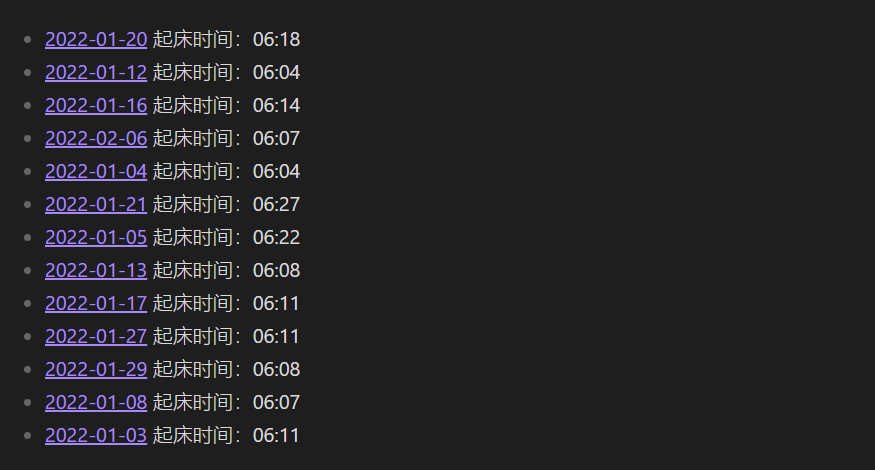 2022-01-20 起床时间：06:18
2022-01-12 起床时间：06:04
2022-01-16 起床时间：06:14
2022-02-06 起床时间：06:07
2022-01-04 起床时间：06:04
2022-01-21 起床时间：06:27
2022-01-05 起床时间：06:22
2022-01-13 起床时间：06:08
2022-01-17 起床时间：06:11
2022-01-27 起床时间：06:11
2022-01-29 起床时间：06:08
2022-01-08 起床时间：06:07
2022-01-03 起床时间：06:11